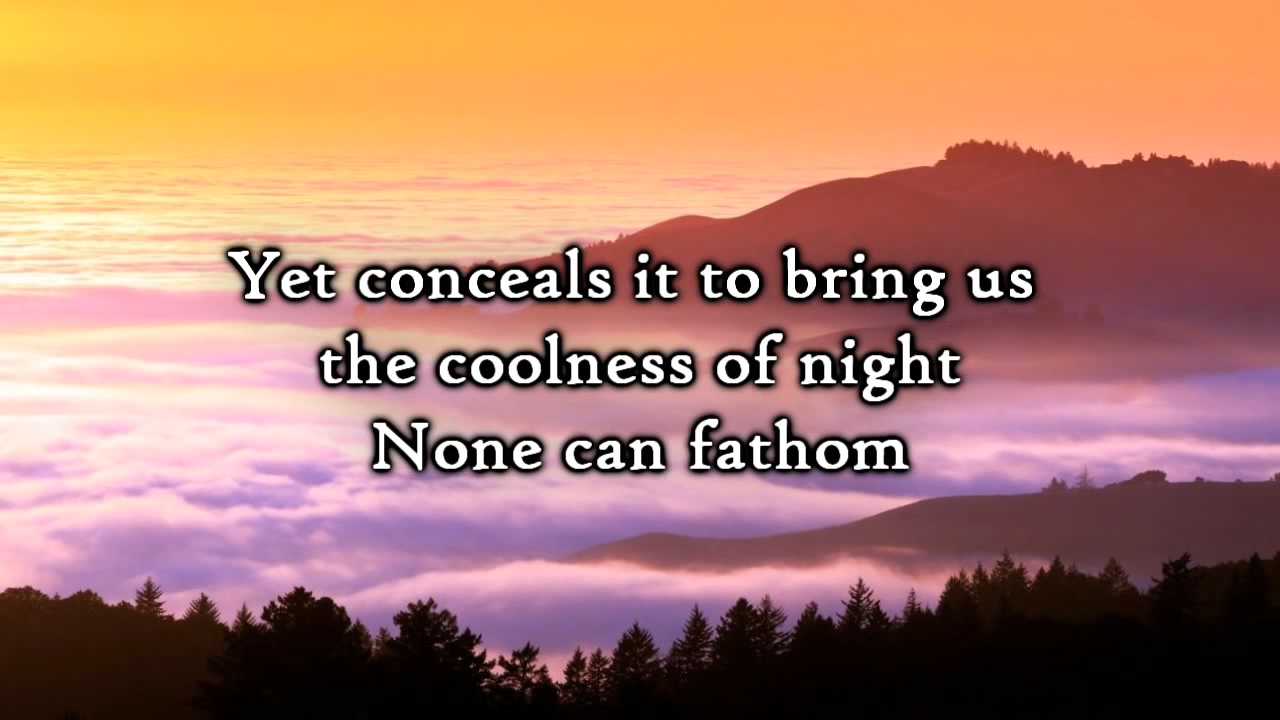 Yet conceals it to bring us
the coolness of night
None can fathom